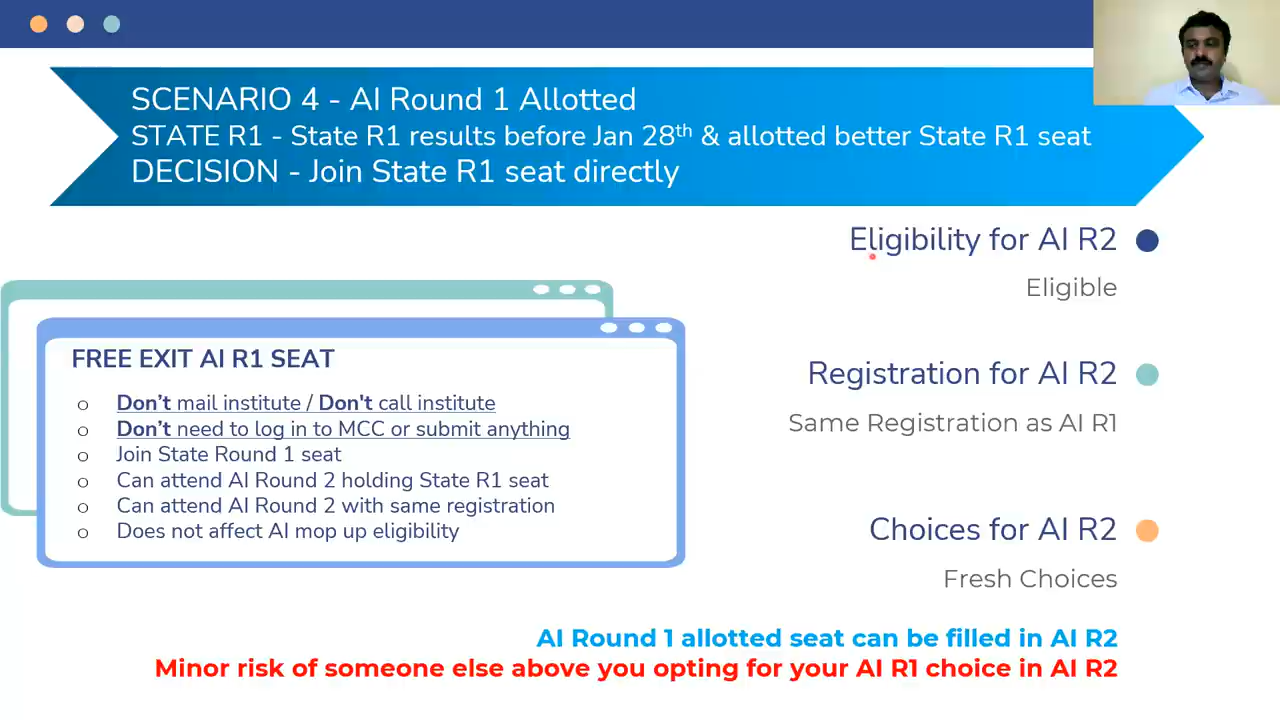 SCENARIO 4 - AI Round 1 Allotted
STATE R1 - State R1 results before Jan 28th & allotted better State R1 seat
DECISION - Join State R1 seat directly
FREE EXIT AI R1 SEAT
o Don’t mail institute / Don't call institute
o Don’t need to log in to MCC or submit anything
o Join State Round 1 seat
o Can attend AI Round 2 holding State R1 seat
o Can attend AI Round 2 with same registration
o Does not affect AI mop up eligibility
Eligibility for AI R2
Eligible
Registration for AI R2
Same Registration as AI R1
Choices for AI R2
Fresh Choices
AI Round 1 allotted seat can be filled in AI R2
Minor risk of someone else above you opting for your AI R1 choice in AI R2